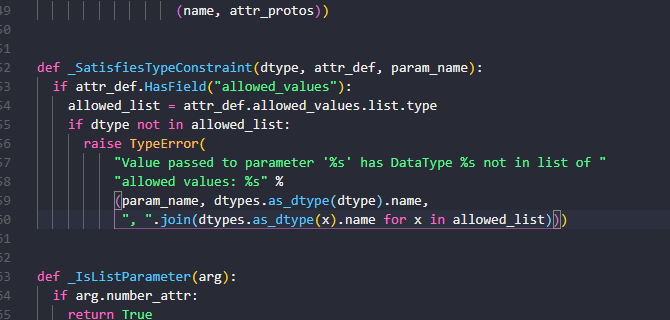 49 (name, attr_protos))
50
51
52 def _SatisfiesTypeConstraint(dtype, attr_def, param_name):
53 if attr_def.HasField("allowed_values"):
54 allowed_list = attr_def.allowed_values.list.type
55 if dtype not in allowed_list:
56 raise TypeError(
57 "Value passed to parameter '%s' has DataType %s not in list of "
58 "allowed values: %s" %
59 (param_name, dtypes.as_dtype(dtype).name,
60 ", ".join(dtypes.as_dtype(x).name for x in allowed_list)))
61
62
63 def _IsListParameter(arg):
64 if arg.number_attr:
65 return True